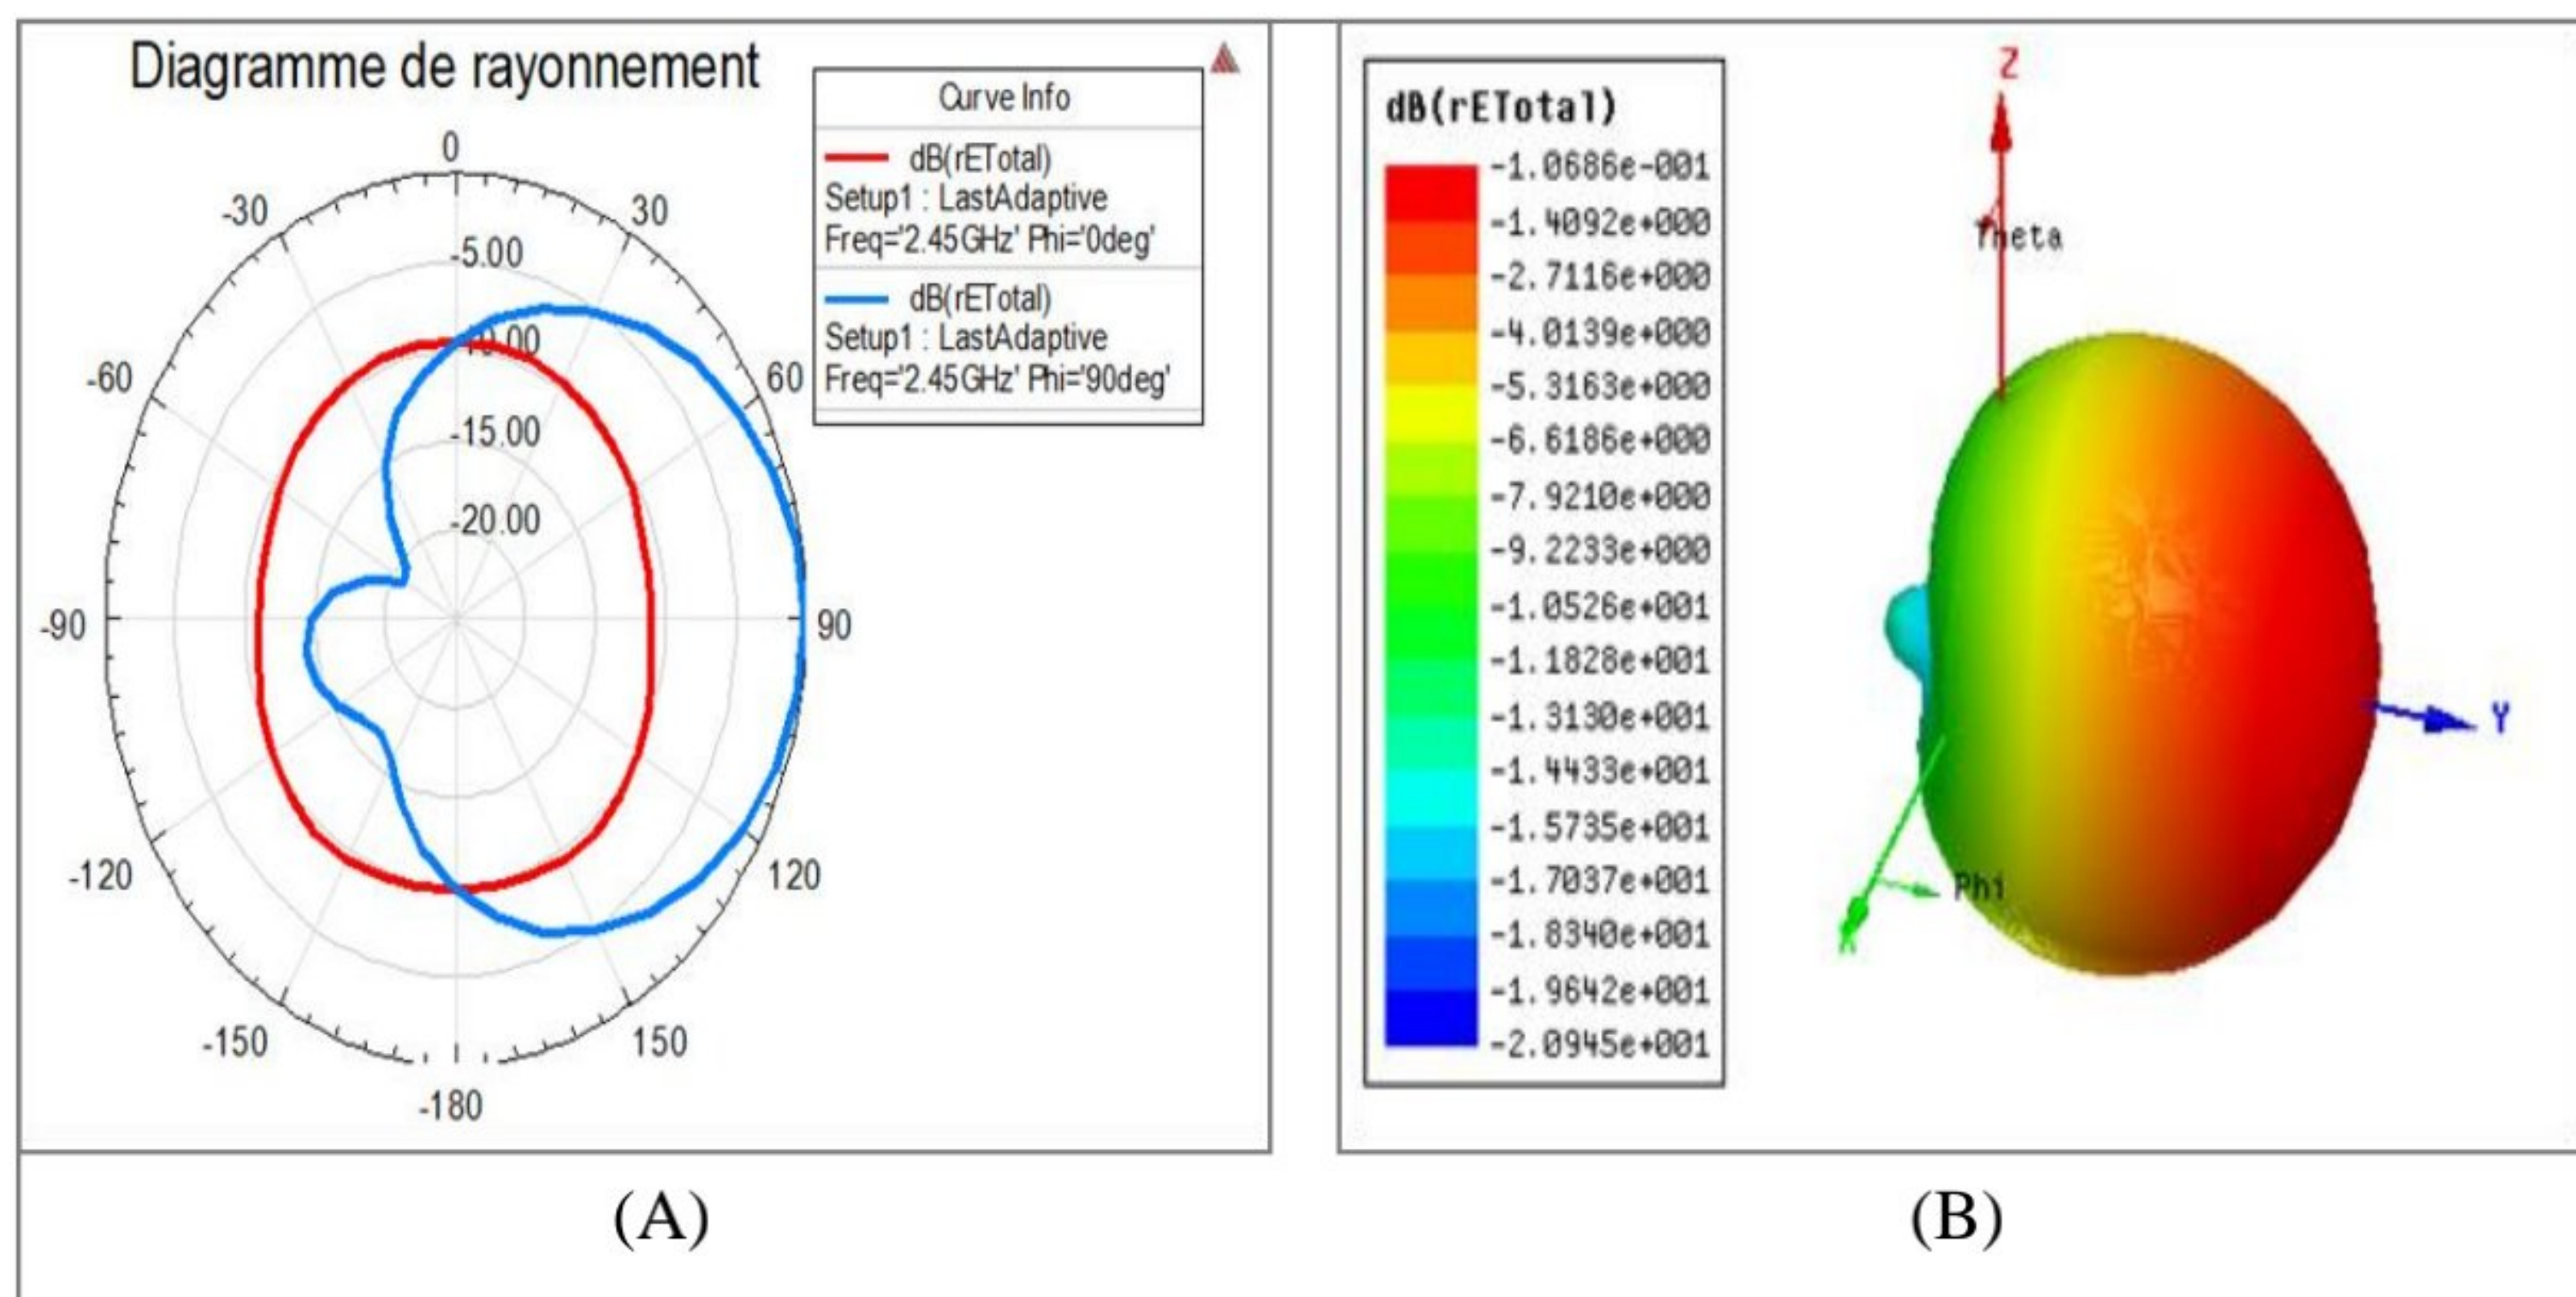 Diagramme de rayonnement
Curve Info
dB(rETotal)
Setup1 : LastAdaptive
Freq='2.45GHz' Phi='0deg'
dB(rETotal)
Setup1 : LastAdaptive
Freq='2.45GHz' Phi='90deg'
0
-30
30
-5.00
-60
60
-10.00
-15.00
-20.00
-90
90
-120
120
-150
150
-180
(A)
dB(rETotal)
-1.0686e-001
-1.4092e+000
-2.7116e+000
-4.0139e+000
-5.3163e+000
-6.6186e+000
-7.9210e+000
-9.2233e+000
-1.0526e+001
-1.1828e+001
-1.3130e+001
-1.4433e+001
-1.5735e+001
-1.7037e+001
-1.8340e+001
-1.9642e+001
-2.0945e+001
Z
Theta
Y
Phi
X
(B)